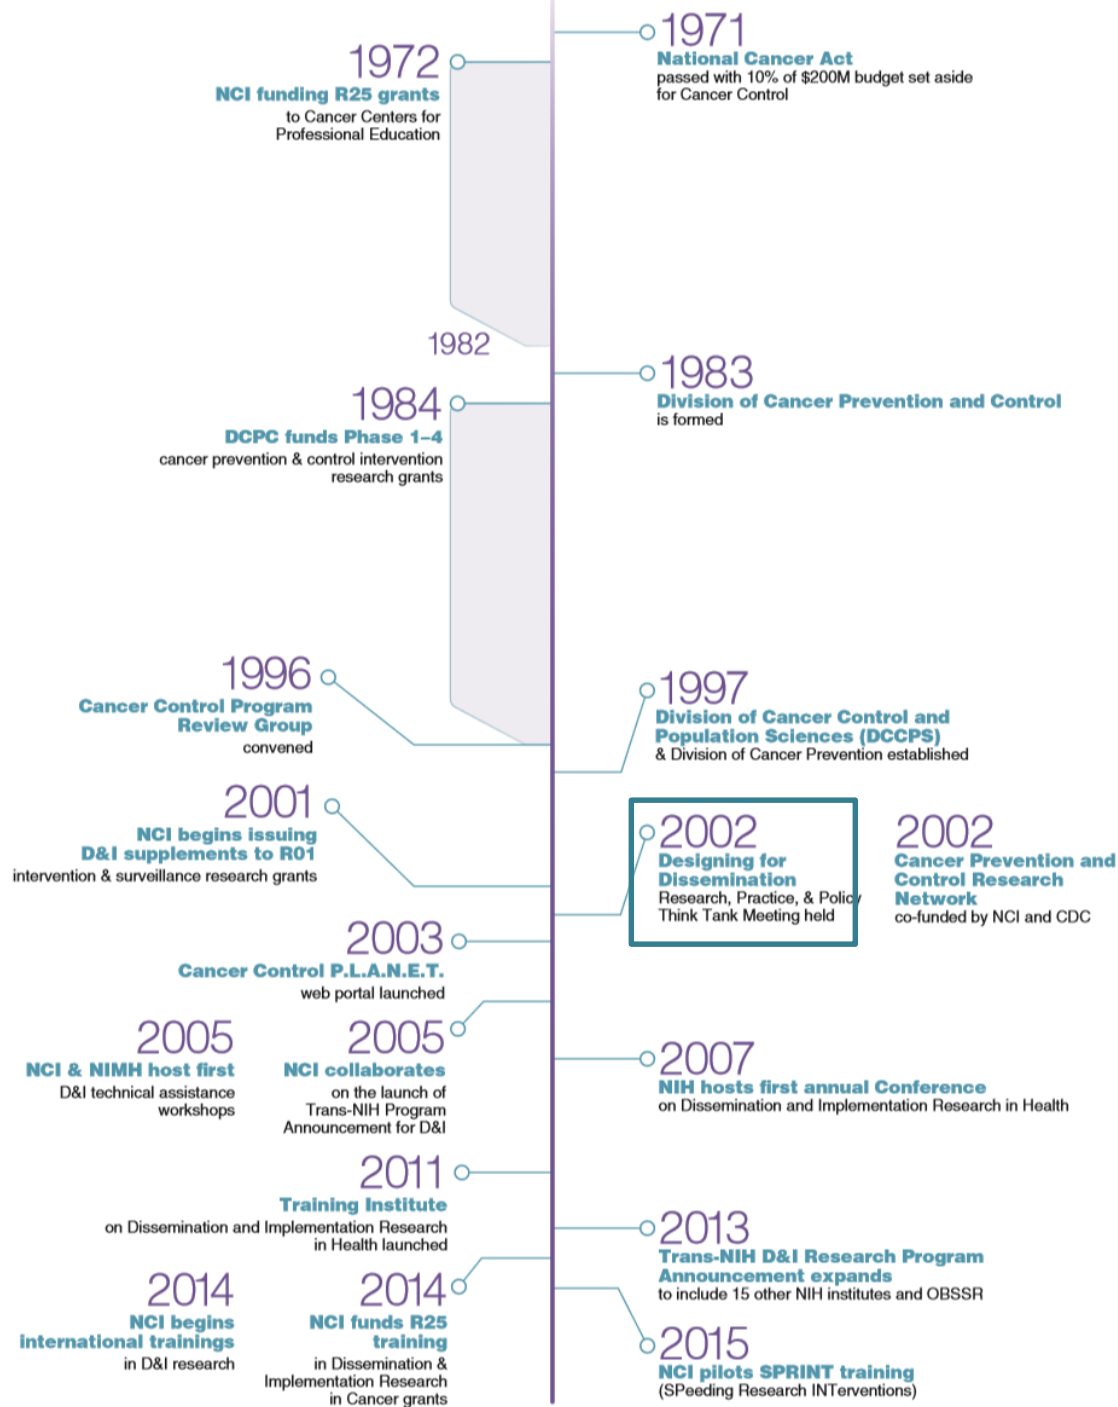 1971
National Cancer Act
passed with 10% of $200M budget set aside
for Cancer Control
1972
NCI funding R25 grants
to Cancer Centers for
Professional Education
1982
1983
Division of Cancer Prevention and Control
is formed
1984
DCPC funds Phase 1–4
cancer prevention & control intervention
research grants
1996
Cancer Control Program
Review Group
convened
1997
Division of Cancer Control and
Population Sciences (DCCPS)
& Division of Cancer Prevention established
2001
NCI begins issuing
D&I supplements to R01
intervention & surveillance research grants
2002
Designing for
Dissemination
Research, Practice, & Policy
Think Tank Meeting held
2002
Cancer Prevention and
Control Research
Network
co-funded by NCI and CDC
2003
Cancer Control P.L.A.N.E.T.
web portal launched
2005
NCI & NIMH host first
D&I technical assistance
workshops
2005
NCI collaborates
on the launch of
Trans-NIH Program
Announcement for D&I
2007
NIH hosts first annual Conference
on Dissemination and Implementation Research in Health
2011
Training Institute
on Dissemination and Implementation Research
in Health launched
2013
Trans-NIH D&I Research Program
Announcement expands
to include 15 other NIH institutes and OBSSR
2014
NCI begins
international trainings
in D&I research
2014
NCI funds R25
training
in Dissemination &
Implementation Research
in Cancer grants
2015
NCI pilots SPRINT training
(SPeeding Research INTerventions)